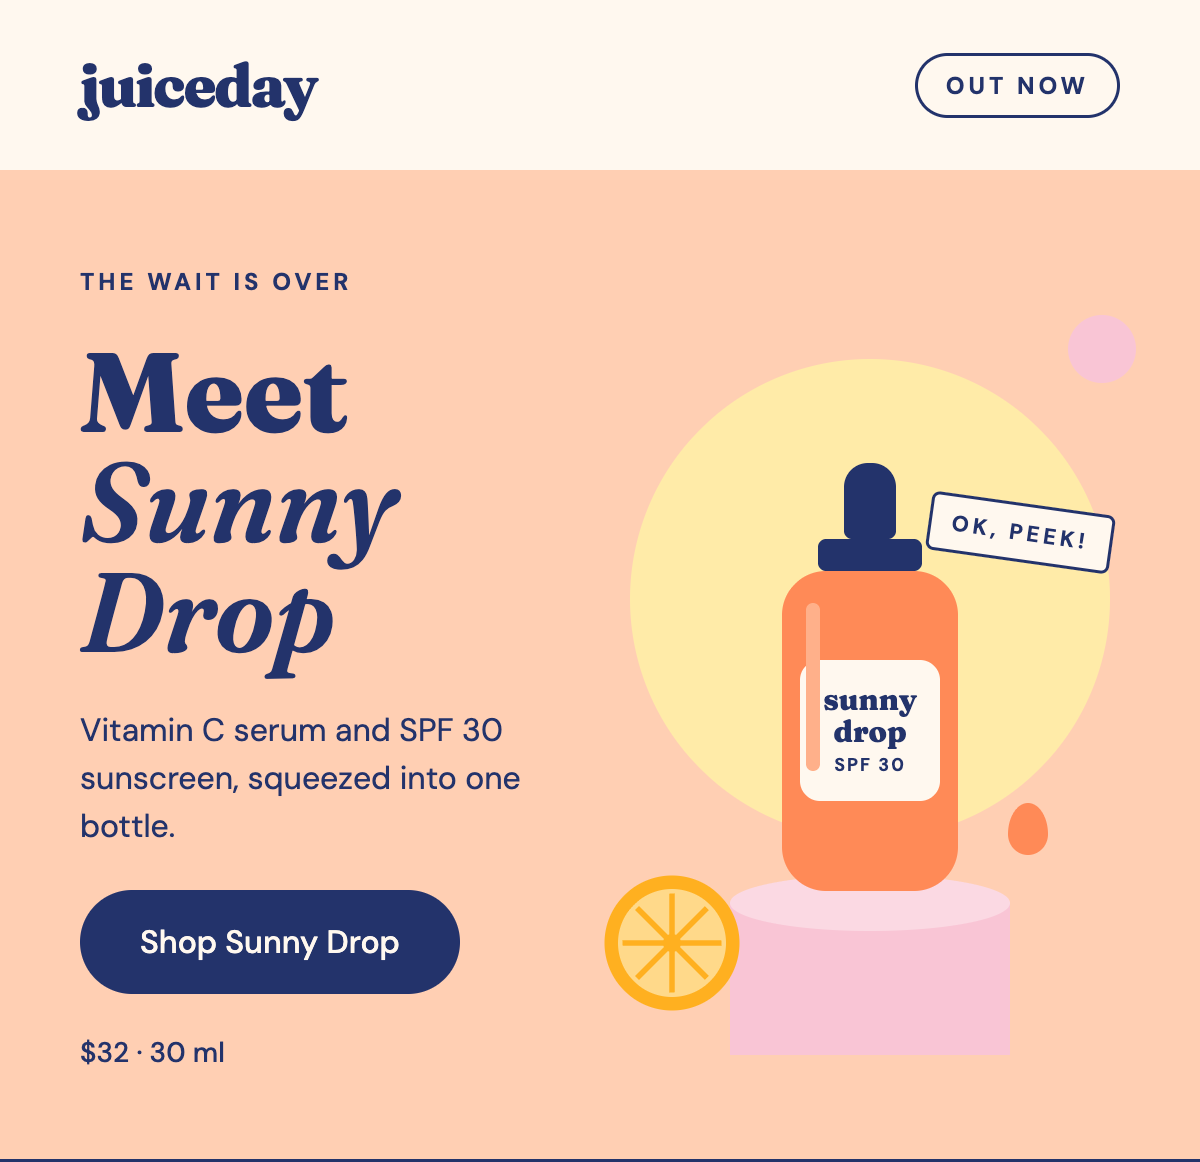 juiceday
OUT NOW
THE WAIT IS OVER
Meet
Sunny
Drop
Vitamin C serum and SPF 30
sunscreen, squeezed into one
bottle.
Shop Sunny Drop
$32 · 30 ml
OK, PEEK!
sunny
drop
SPF 30